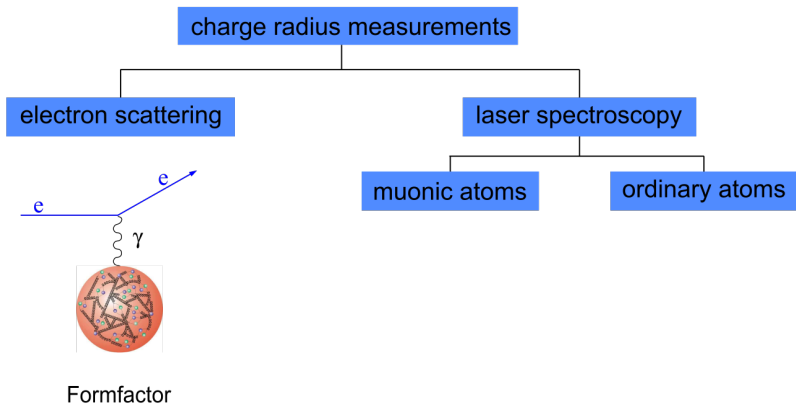 charge radius measurements
electron scattering
laser spectroscopy
muonic atoms
ordinary atoms
e
e
γ
Formfactor